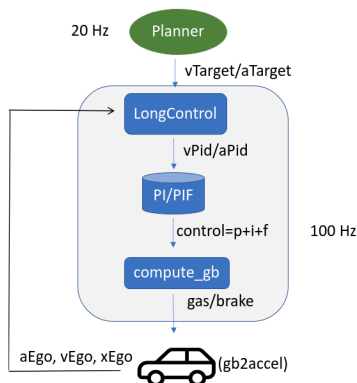 20 Hz
Planner
vTarget/aTarget
LongControl
vPid/aPid
PI/PIF
control=p+i+f
100 Hz
compute_gb
gas/brake
aEgo, vEgo, xEgo
(gb2accel)